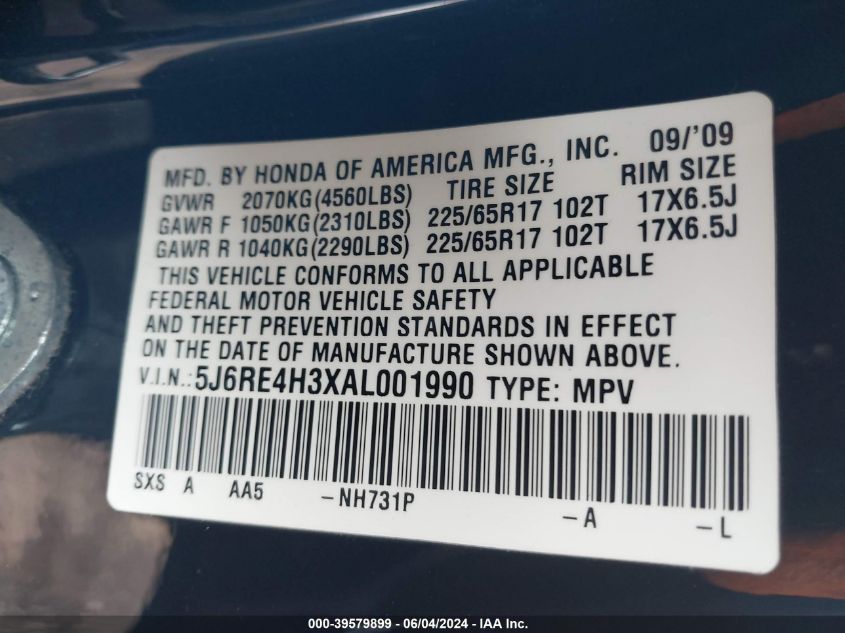 MFD. BY HONDA OF AMERICA MFG., INC. 09/'09
GVWR 2070KG(4560LBS) TIRE SIZE RIM SIZE
GAWR F 1050KG(2310LBS) 225/65R17 102T 17X6.5J
GAWR R 1040KG(2290LBS) 225/65R17 102T 17X6.5J
THIS VEHICLE CONFORMS TO ALL APPLICABLE
FEDERAL MOTOR VEHICLE SAFETY
AND THEFT PREVENTION STANDARDS IN EFFECT
ON THE DATE OF MANUFACTURE SHOWN ABOVE.
V.I.N.: 5J6RE4H3XAL001990 TYPE: MPV
SXS A AA5 -NH731P -A -L
000-39579899 - 06/04/2024 - IAA Inc.